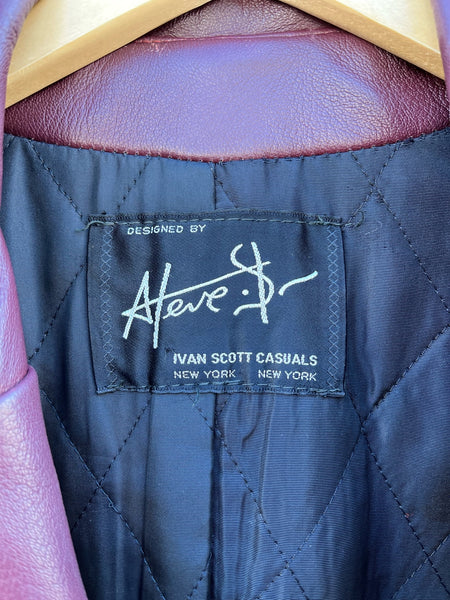 DESIGNED BY
Steve
IVAN SCOTT CASUALS
NEW YORK NEW YORK